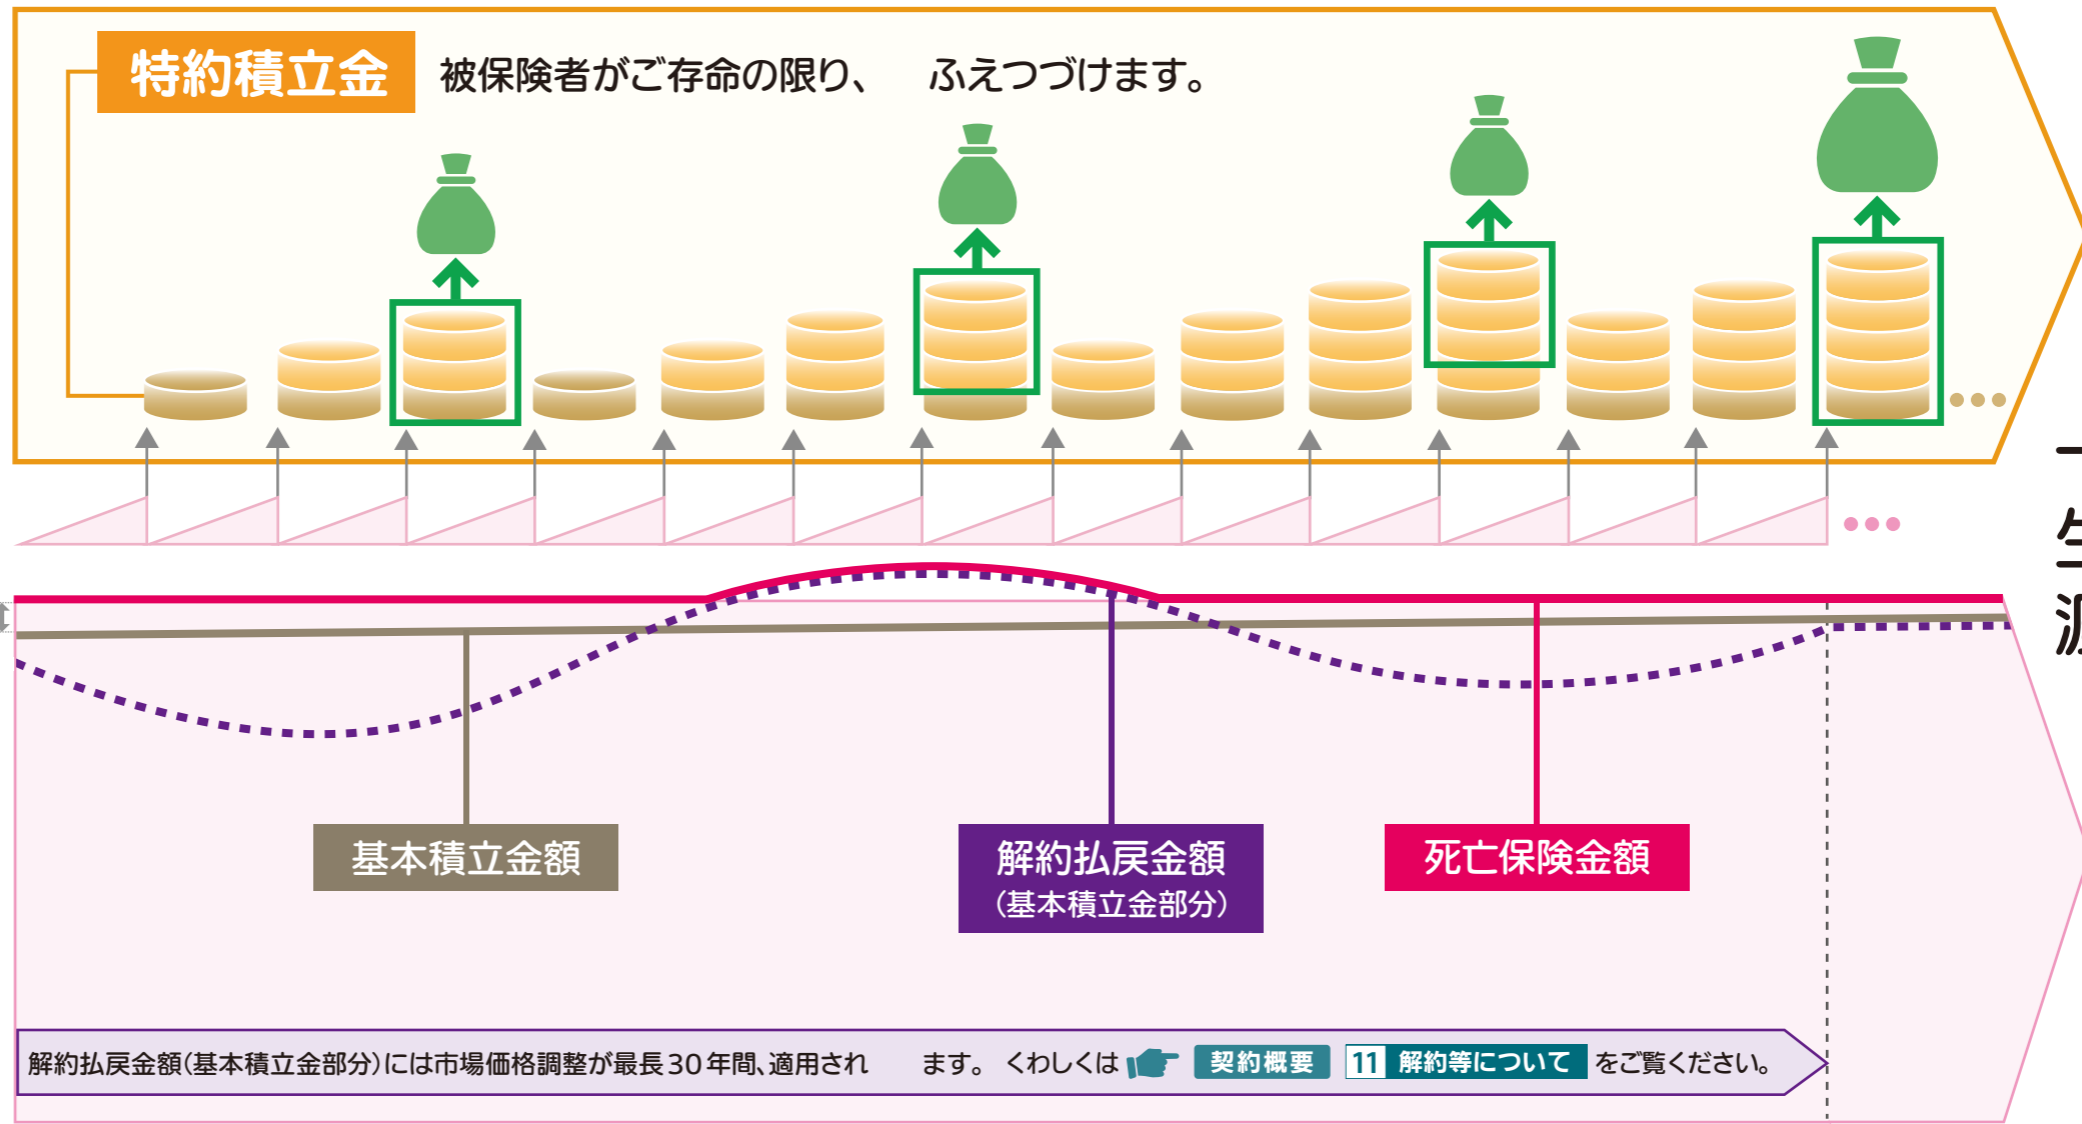 特約積立金 被保険者がご存命の限り、 ふえつづけます。
基本積立金額
解約払戻金額
（基本積立金部分）
死亡保険金額
解約払戻金額(基本積立金部分)には市場価格調整が最長30年間、適用され ます。 くわしくは 契約概要 11 解約等について をご覧ください。